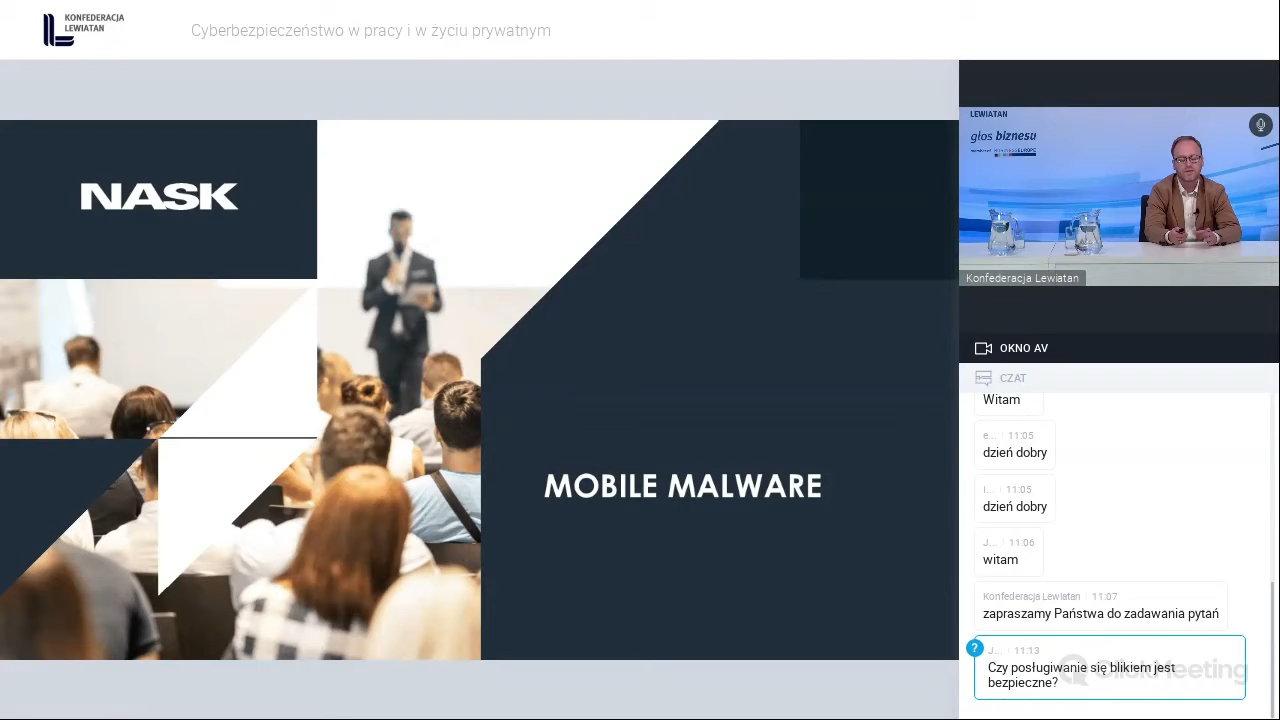 KONFEDERACJA
LEWIATAN
Cyberbezpieczeństwo w pracy i w życiu prywatnym
NASK
MOBILE MALWARE
LEWIATAN
głos biznesu
Konfederacja Lewiatan
OKNO AV
CZAT
Witam
e... 11:05
dzień dobry
11:05
dzień dobry
J... 11:06
witam
Konfederacja Lewiatan 11:07
zapraszamy Państwa do zadawania pytań
?
J... 11:13
Czy posługiwanie się blikiem jest
bezpieczne?
ClickMeeting